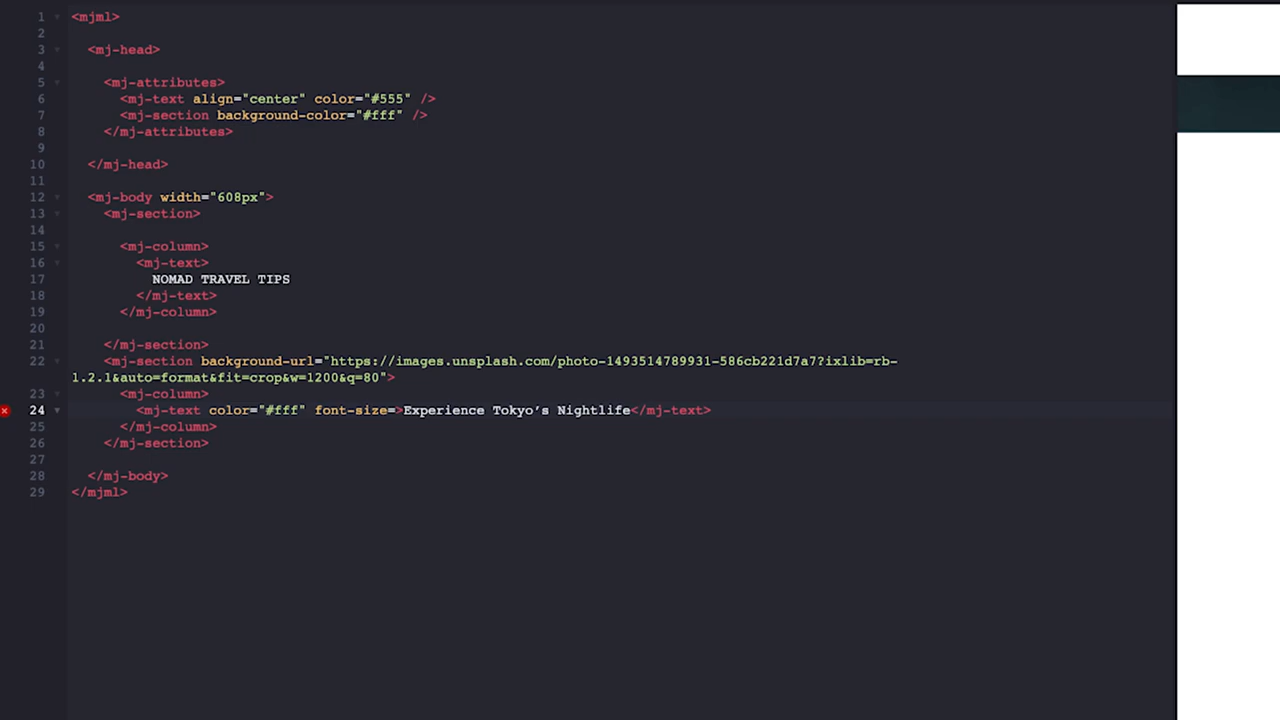 1 <mjml>
2
3 <mj-head>
4
5 <mj-attributes>
6 <mj-text align="center" color="#555" />
7 <mj-section background-color="#fff" />
8 </mj-attributes>
9
10 </mj-head>
11
12 <mj-body width="608px">
13 <mj-section>
14
15 <mj-column>
16 <mj-text>
17 NOMAD TRAVEL TIPS
18 </mj-text>
19 </mj-column>
20
21 </mj-section>
22 <mj-section background-url="https://images.unsplash.com/photo-1493514789931-586cb221d7a7?ixlib=rb-
1.2.1&auto=format&fit=crop&w=1200&q=80">
23 <mj-column>
24 <mj-text color="#fff" font-size=>Experience Tokyo’s Nightlife</mj-text>
25 </mj-column>
26 </mj-section>
27
28 </mj-body>
29 </mjml>